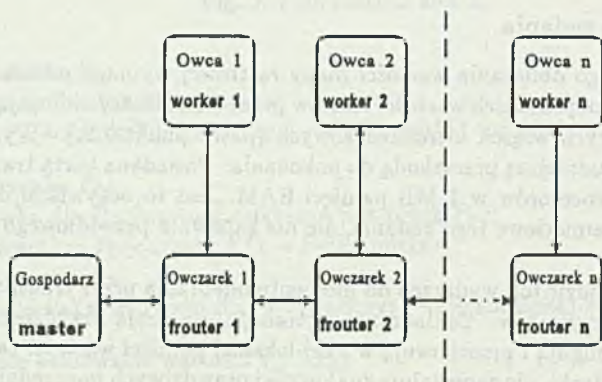 Owca 1
worker 1
Owca 2
worker 2
Owca n
worker n
Gospodarz
master
Owczarek 1
frouter 1
Owczarek 2
frouter 2
Owczarek n
frouter n